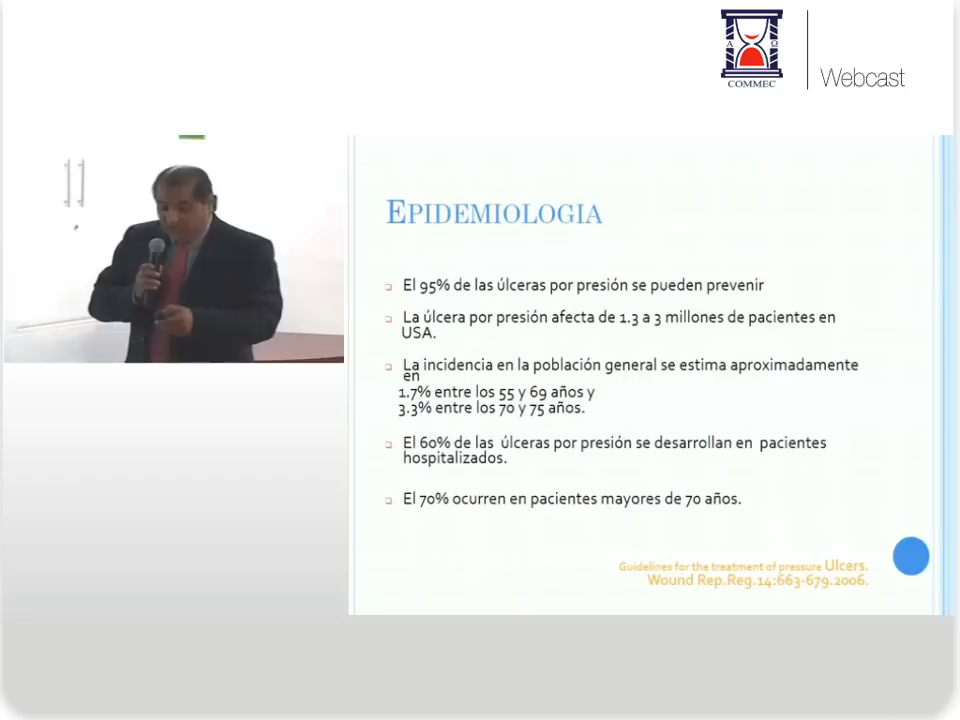 A Ω
COMMEC
Webcast
EPIDEMIOLOGIA
El 95% de las úlceras por presión se pueden prevenir
La úlcera por presión afecta de 1.3 a 3 millones de pacientes en
USA.
La incidencia en la población general se estima aproximadamente
en
1.7% entre los 55 y 69 años y
3.3% entre los 70 y 75 años.
El 60% de las úlceras por presión se desarrollan en pacientes
hospitalizados.
El 70% ocurren en pacientes mayores de 70 años.
Guidelines for the treatment of pressure Ulcers.
Wound Rep.Reg.14:663-679.2006.